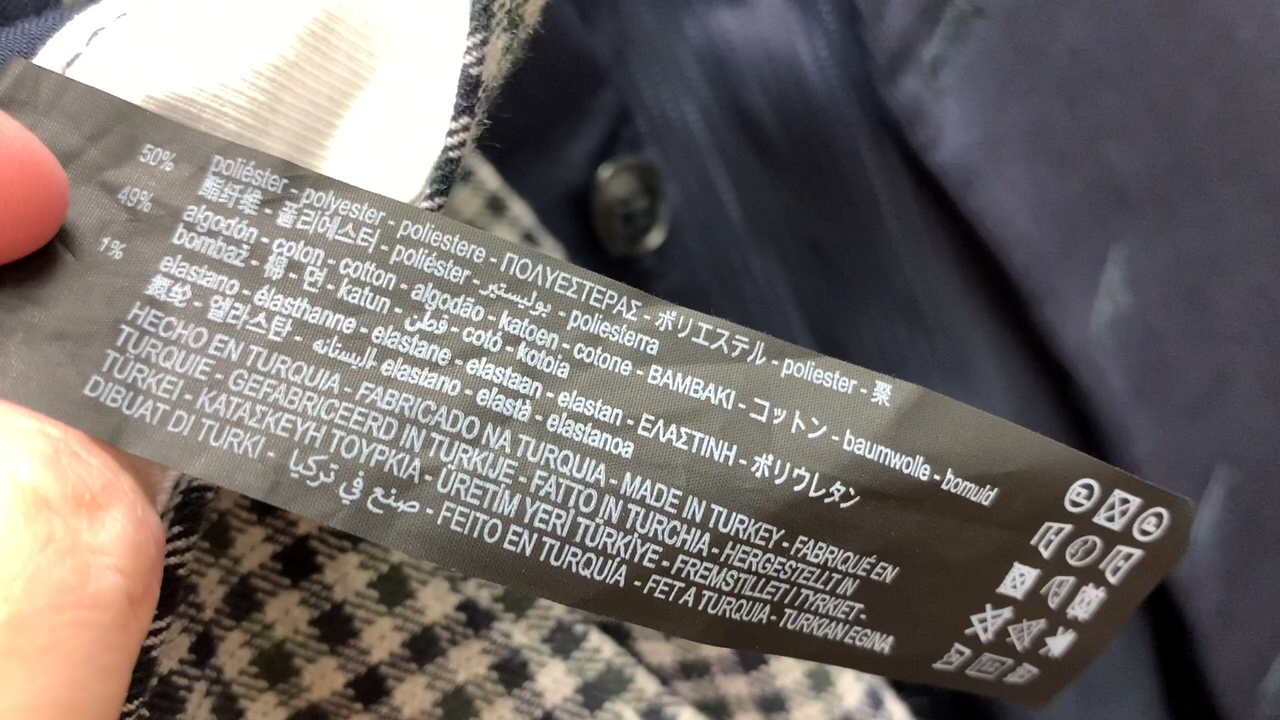 50% poliéster - polyester - poliestere - ΠΟΛΥΕΣΤΕΡΑΣ - ポリエステル - poliester - 聚
酯纤维 - 폴리에스터 - poliéster - بوليستير - poliesterra
49% algodón - coton - cotton - algodão - katoen - cotone - BAMBAKI - コットン - baumwolle - bomuld
bombaž - 棉 - 면 - katun - قطن - cotó - kotoia
1% elastano - élasthanne - elastane - elastaan - elastan - ΕΛΑΣΤΙΝΗ - ポリウレタン
氨纶 - 엘라스탄 - الإيلاستانه - elastano - elastà - elastanoa
HECHO EN TURQUIA - FABRICADO NA TURQUIA - MADE IN TURKEY - FABRIQUÉ EN
TURQUIE - GEFABRICEERD IN TURKIJE - FATTO IN TURCHIA - HERGESTELLT IN
TÜRKEI - ΚΑΤΑΣΚΕΥΗ ΤΟΥΡΚΙΑ - ÜRETİM YERİ TÜRKİYE - FREMSTILLET I TYRKIET -
DIBUAT DI TURKI - صنع في تركيا - FEITO EN TURQUÍA - FET A TURQUIA - TURKIAN EGINA